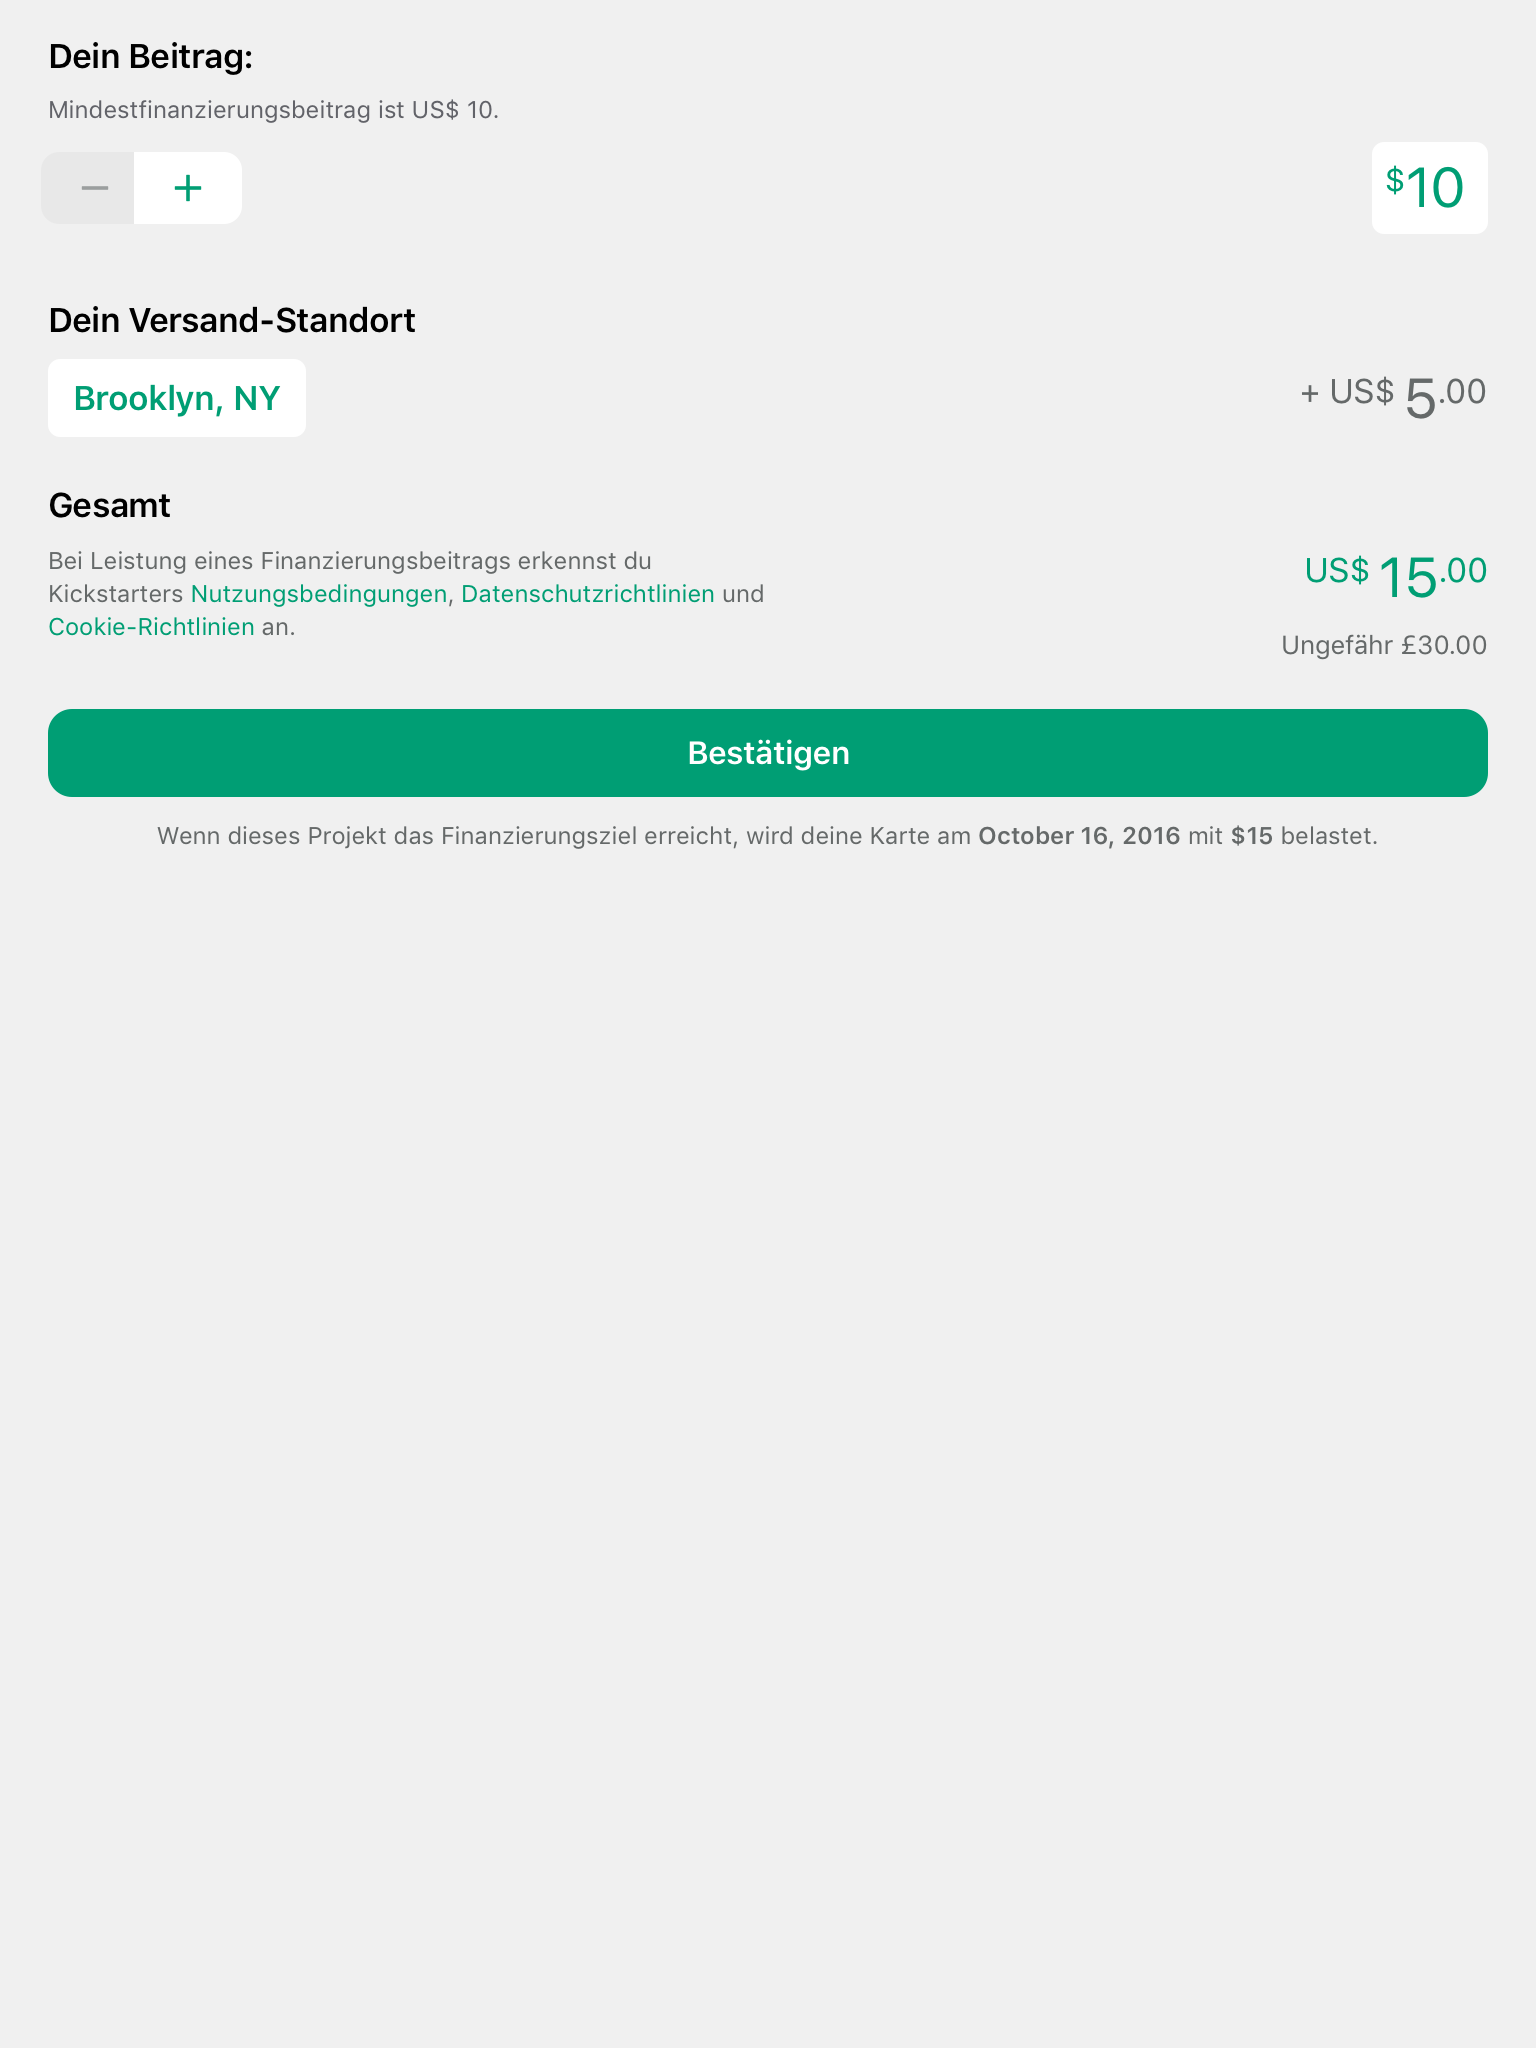 Dein Beitrag:
Mindestfinanzierungsbeitrag ist US$ 10.
− +
$10
Dein Versand-Standort
Brooklyn, NY
+ US$ 5.00
Gesamt
Bei Leistung eines Finanzierungsbeitrags erkennst du
Kickstarters Nutzungsbedingungen, Datenschutzrichtlinien und
Cookie-Richtlinien an.
US$ 15.00
Ungefähr £30.00
Bestätigen
Wenn dieses Projekt das Finanzierungsziel erreicht, wird deine Karte am October 16, 2016 mit $15 belastet.